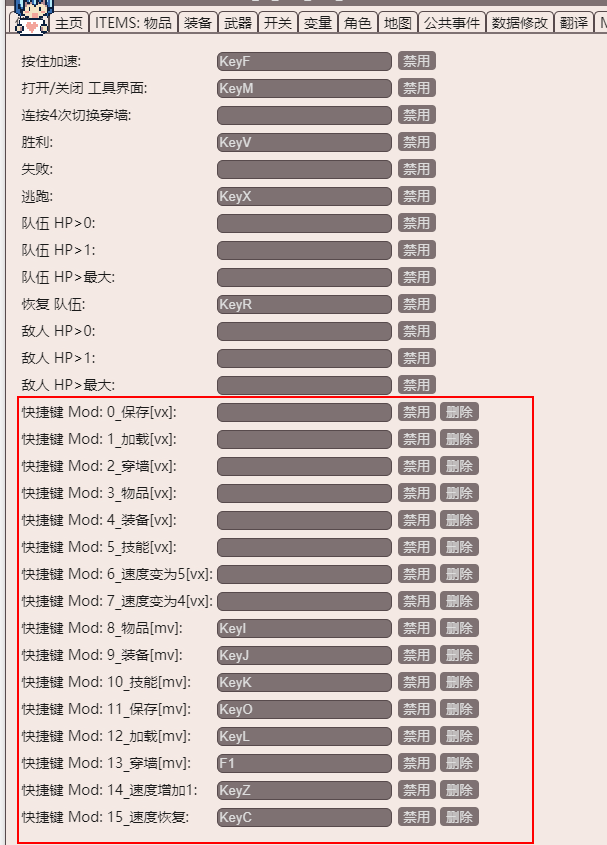 主页 ITEMS: 物品 装备 武器 开关 变量 角色 地图 公共事件 数据修改 翻译
按住加速: KeyF 禁用
打开/关闭 工具界面: KeyM 禁用
连按4次切换穿墙: 禁用
胜利: KeyV 禁用
失败: 禁用
逃跑: KeyX 禁用
队伍 HP>0: 禁用
队伍 HP>1: 禁用
队伍 HP>最大: 禁用
恢复 队伍: KeyR 禁用
敌人 HP>0: 禁用
敌人 HP>1: 禁用
敌人 HP>最大: 禁用
快捷键 Mod: 0_保存[vx]: 禁用 删除
快捷键 Mod: 1_加载[vx]: 禁用 删除
快捷键 Mod: 2_穿墙[vx]: 禁用 删除
快捷键 Mod: 3_物品[vx]: 禁用 删除
快捷键 Mod: 4_装备[vx]: 禁用 删除
快捷键 Mod: 5_技能[vx]: 禁用 删除
快捷键 Mod: 6_速度变为5[vx]: 禁用 删除
快捷键 Mod: 7_速度变为4[vx]: 禁用 删除
快捷键 Mod: 8_物品[mv]: KeyI 禁用 删除
快捷键 Mod: 9_装备[mv]: KeyJ 禁用 删除
快捷键 Mod: 10_技能[mv]: KeyK 禁用 删除
快捷键 Mod: 11_保存[mv]: KeyO 禁用 删除
快捷键 Mod: 12_加载[mv]: KeyL 禁用 删除
快捷键 Mod: 13_穿墙[mv]: F1 禁用 删除
快捷键 Mod: 14_速度增加1: KeyZ 禁用 删除
快捷键 Mod: 15_速度恢复: KeyC 禁用 删除